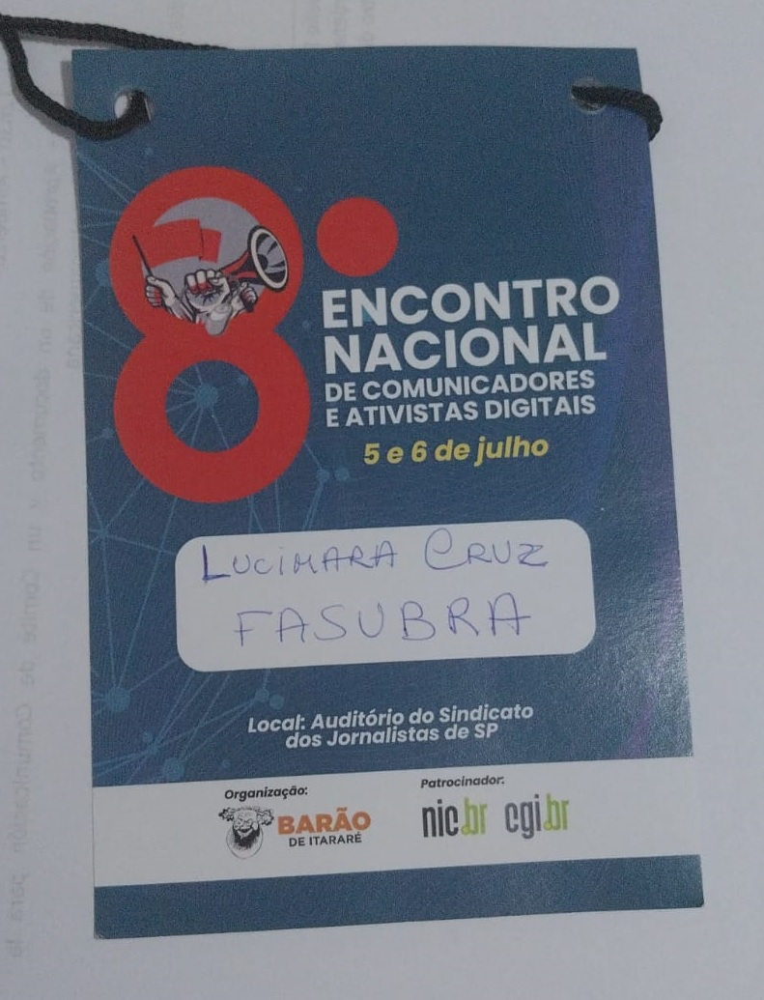 8º
ENCONTRO
NACIONAL
DE COMUNICADORES
E ATIVISTAS DIGITAIS
5 e 6 de julho
LUCIMARA CRUZ
FASUBRA
Local: Auditório do Sindicato
dos Jornalistas de SP
Organização:
BARÃO
DE ITARARÉ
Patrocinador:
nic.br cgi.br